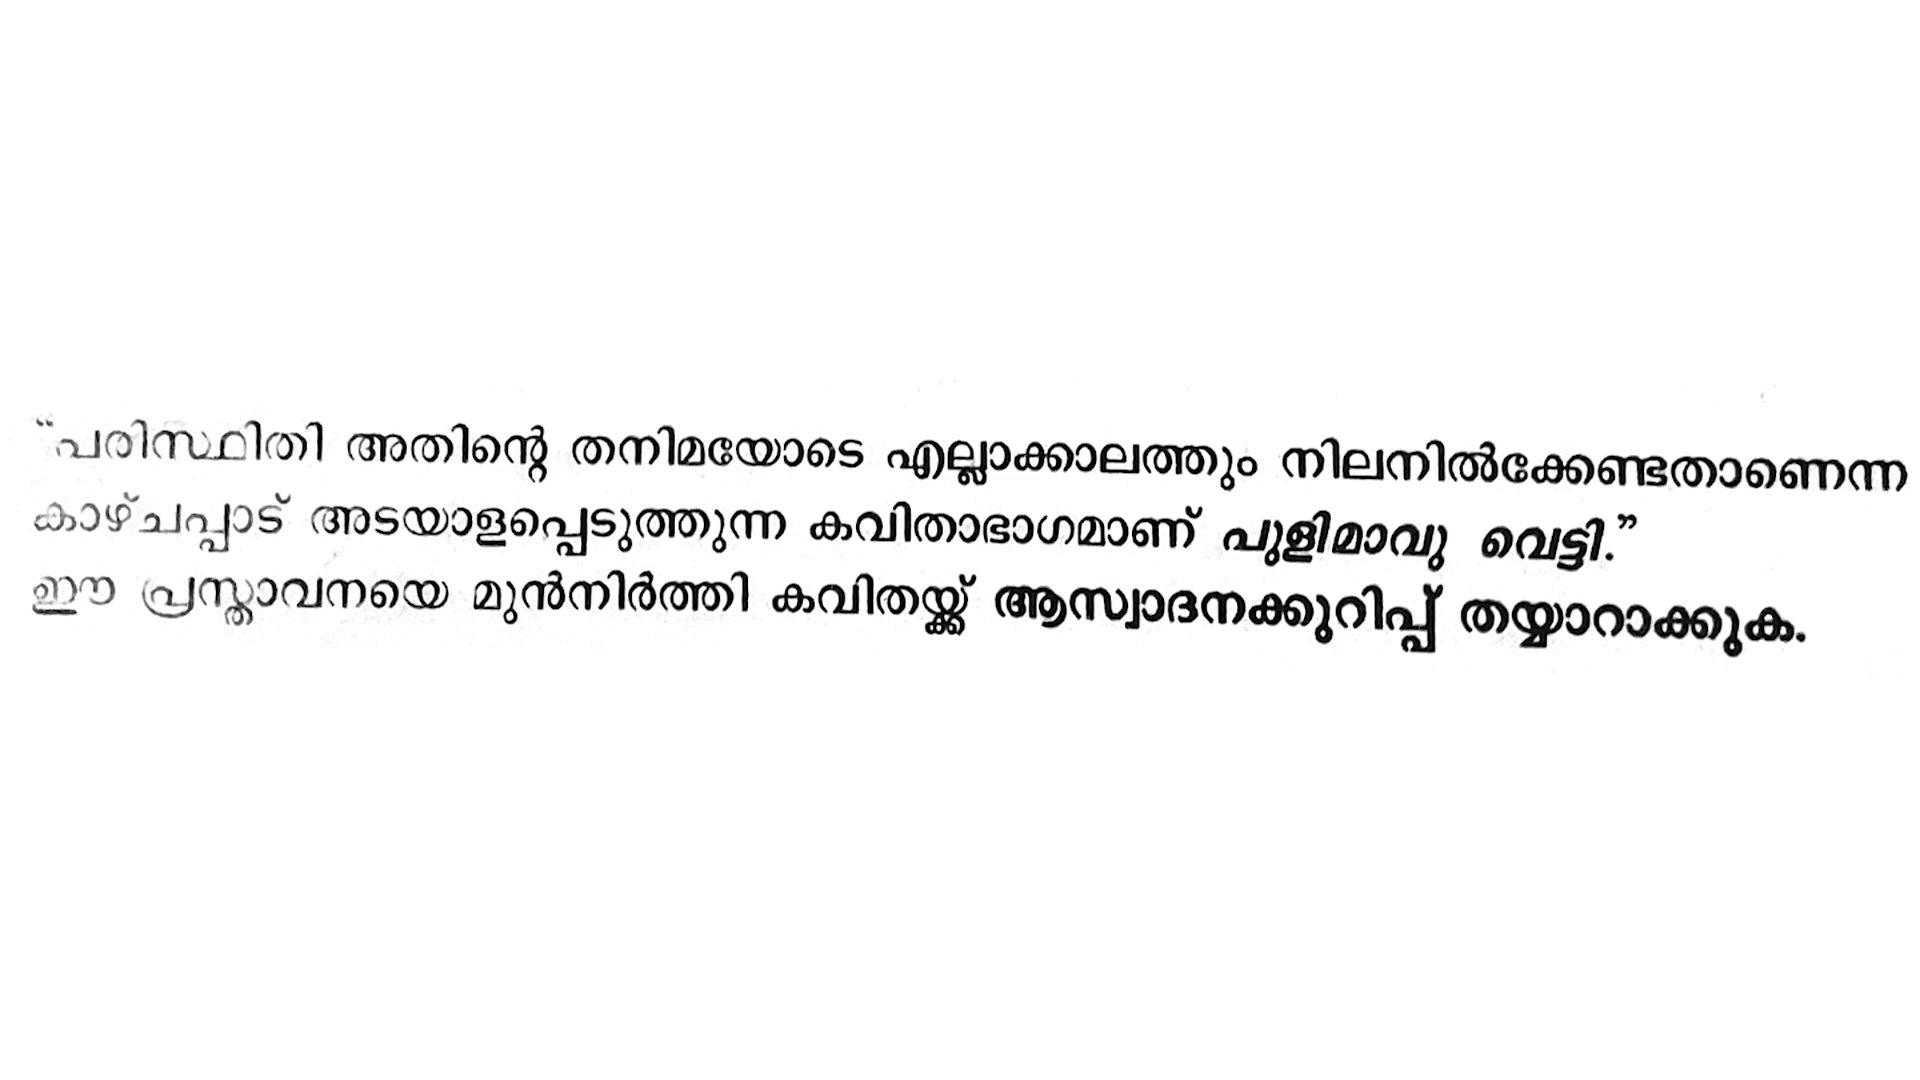 “പരിസ്ഥിതി അതിന്റെ തനിമയോടെ എല്ലാക്കാലത്തും നിലനിൽക്കേണ്ടതാണെന്ന
കാഴ്ചപ്പാട് അടയാളപ്പെടുത്തുന്ന കവിതാഭാഗമാണ് പുളിമാവു വെട്ടി.”
ഈ പ്രസ്താവനയെ മുൻനിർത്തി കവിതയ്ക്ക് ആസ്വാദനക്കുറിപ്പ് തയ്യാറാക്കുക.